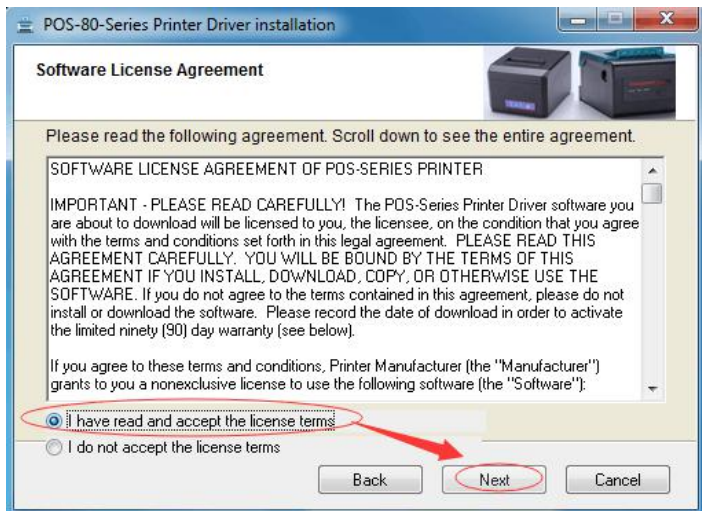 POS-80-Series Printer Driver installation
Software License Agreement
Please read the following agreement. Scroll down to see the entire agreement.
SOFTWARE LICENSE AGREEMENT OF POS-SERIES PRINTER
IMPORTANT - PLEASE READ CAREFULLY!  The POS-Series Printer Driver software you
are about to download will be licensed to you, the licensee, on the condition that you agree
with the terms and conditions set forth in this legal agreement.  PLEASE READ THIS
AGREEMENT CAREFULLY.  YOU WILL BE BOUND BY THE TERMS OF THIS
AGREEMENT IF YOU INSTALL, DOWNLOAD, COPY, OR OTHERWISE USE THE
SOFTWARE. If you do not agree to the terms contained in this agreement, please do not
install or download the software.  Please record the date of download in order to activate
the limited ninety (90) day warranty (see below).
If you agree to these terms and conditions, Printer Manufacturer (the "Manufacturer")
grants to you a nonexclusive license to use the following software (the "Software"):
I have read and accept the license terms
I do not accept the license terms
Back
Next
Cancel